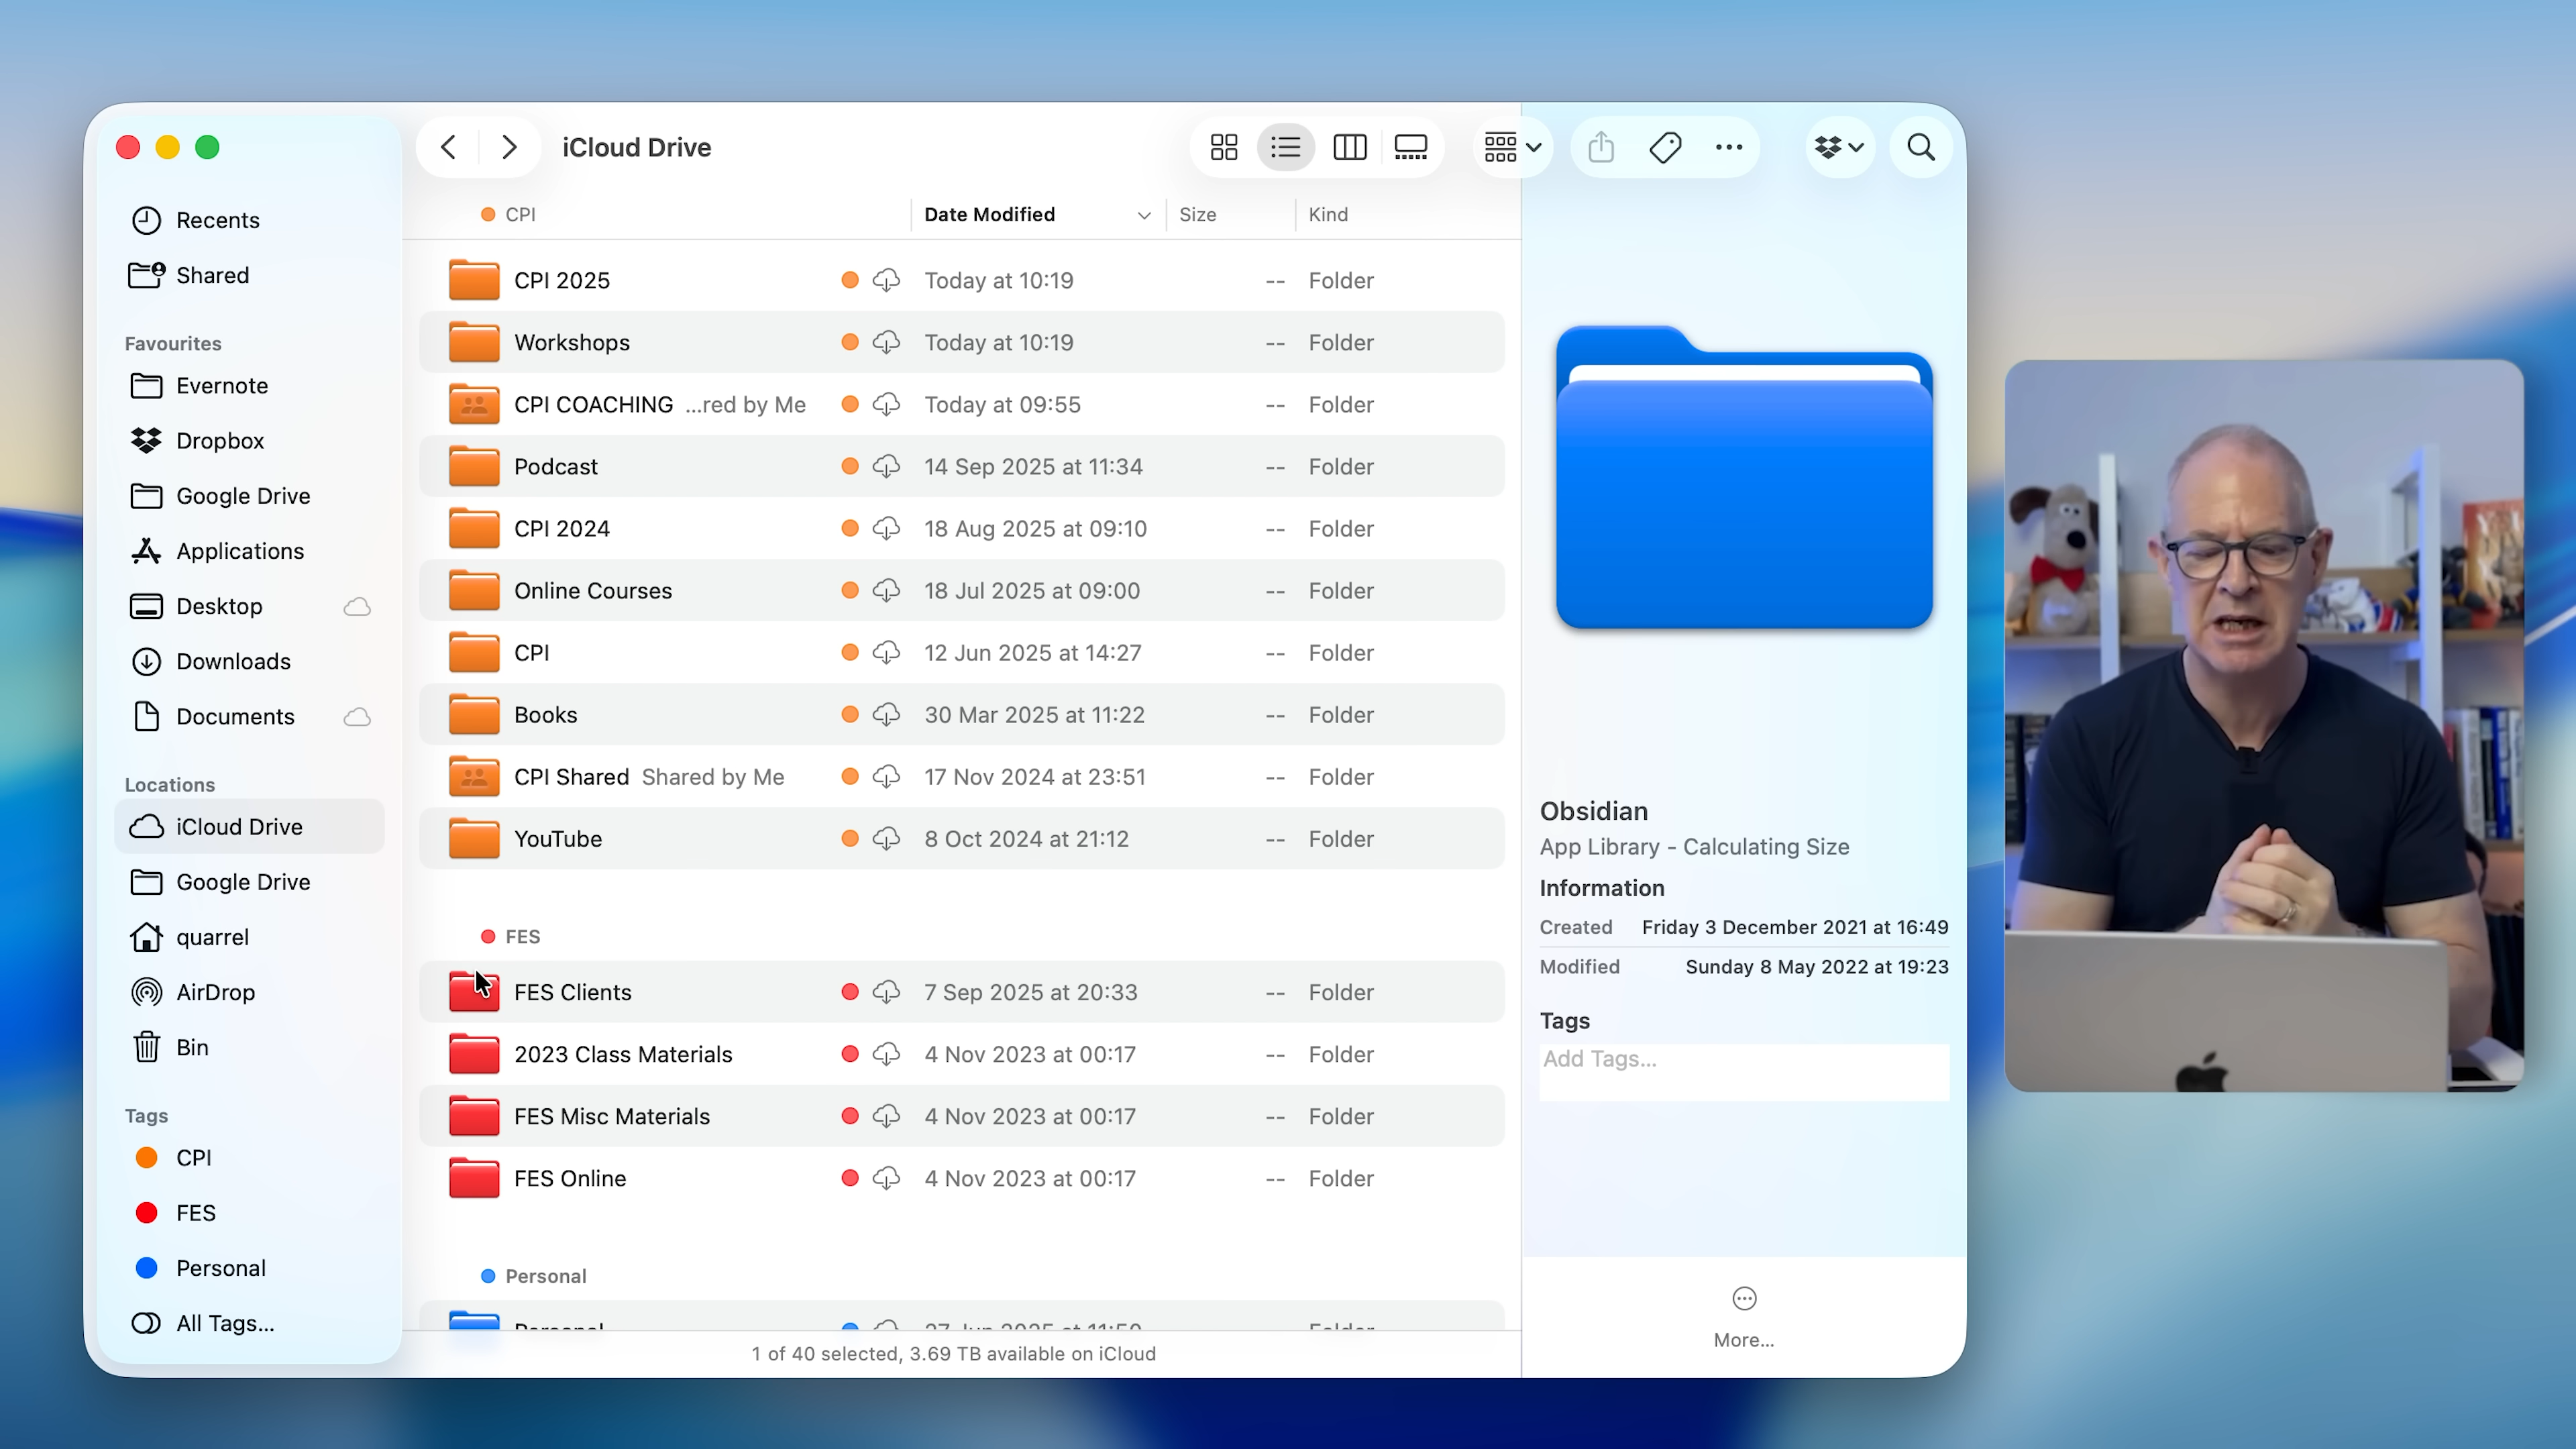 iCloud Drive
Recents
Shared
Favourites
Evernote
Dropbox
Google Drive
Applications
Desktop
Downloads
Documents
Locations
iCloud Drive
Google Drive
quarrel
AirDrop
Bin
Tags
CPI
FES
Personal
All Tags...
CPI Date Modified Size Kind
CPI 2025 Today at 10:19 -- Folder
Workshops Today at 10:19 -- Folder
CPI COACHING ...red by Me Today at 09:55 -- Folder
Podcast 14 Sep 2025 at 11:34 -- Folder
CPI 2024 18 Aug 2025 at 09:10 -- Folder
Online Courses 18 Jul 2025 at 09:00 -- Folder
CPI 12 Jun 2025 at 14:27 -- Folder
Books 30 Mar 2025 at 11:22 -- Folder
CPI Shared Shared by Me 17 Nov 2024 at 23:51 -- Folder
YouTube 8 Oct 2024 at 21:12 -- Folder
FES
FES Clients 7 Sep 2025 at 20:33 -- Folder
2023 Class Materials 4 Nov 2023 at 00:17 -- Folder
FES Misc Materials 4 Nov 2023 at 00:17 -- Folder
FES Online 4 Nov 2023 at 00:17 -- Folder
Personal
Personal 27 Jun 2025 at 11:50 -- Folder
1 of 40 selected, 3.69 TB available on iCloud
Obsidian
App Library - Calculating Size
Information
Created Friday 3 December 2021 at 16:49
Modified Sunday 8 May 2022 at 19:23
Tags
Add Tags...
More...